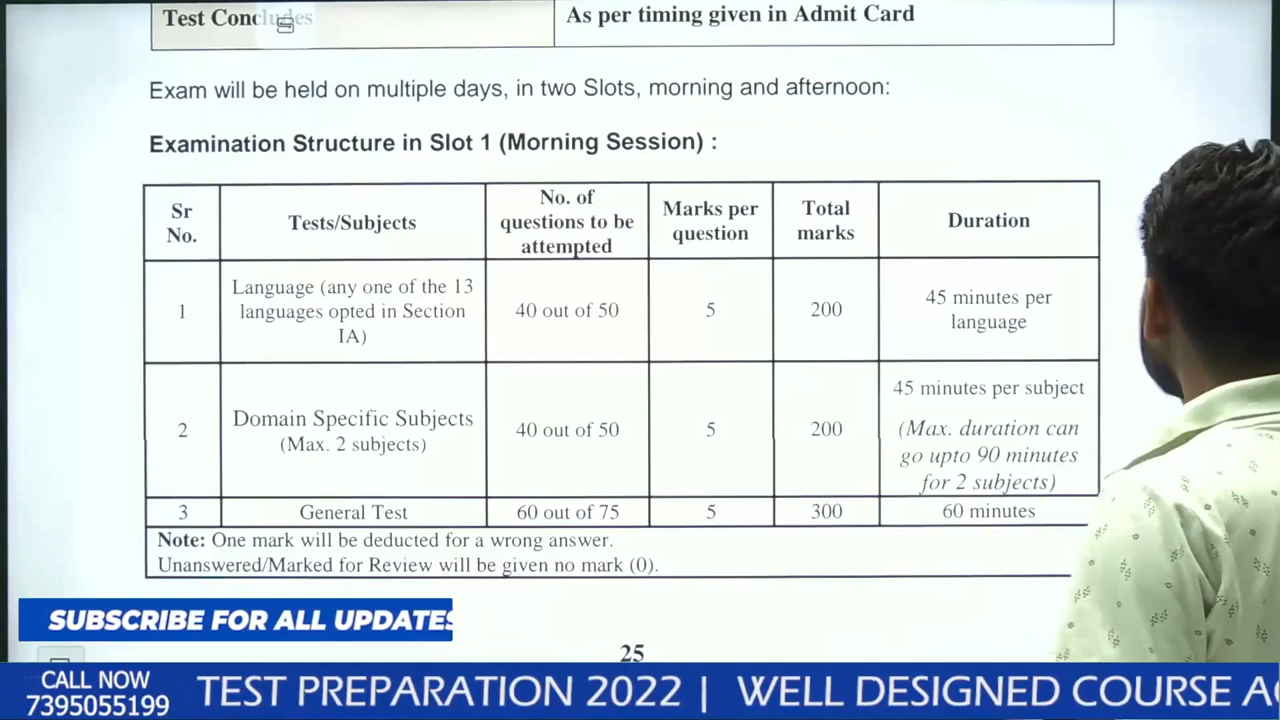 Test Concludes
As per timing given in Admit Card
Exam will be held on multiple days, in two Slots, morning and afternoon:
Examination Structure in Slot 1 (Morning Session) :
Sr No.
Tests/Subjects
No. of questions to be attempted
Marks per question
Total marks
Duration
1
Language (any one of the 13 languages opted in Section IA)
40 out of 50
5
200
45 minutes per language
2
Domain Specific Subjects (Max. 2 subjects)
40 out of 50
5
200
45 minutes per subject
(Max. duration can go upto 90 minutes for 2 subjects)
3
General Test
60 out of 75
5
300
60 minutes
Note: One mark will be deducted for a wrong answer.
Unanswered/Marked for Review will be given no mark (0).
SUBSCRIBE FOR ALL UPDATES
25
CALL NOW
7395055199
TEST PREPARATION 2022 | WELL DESIGNED COURSE